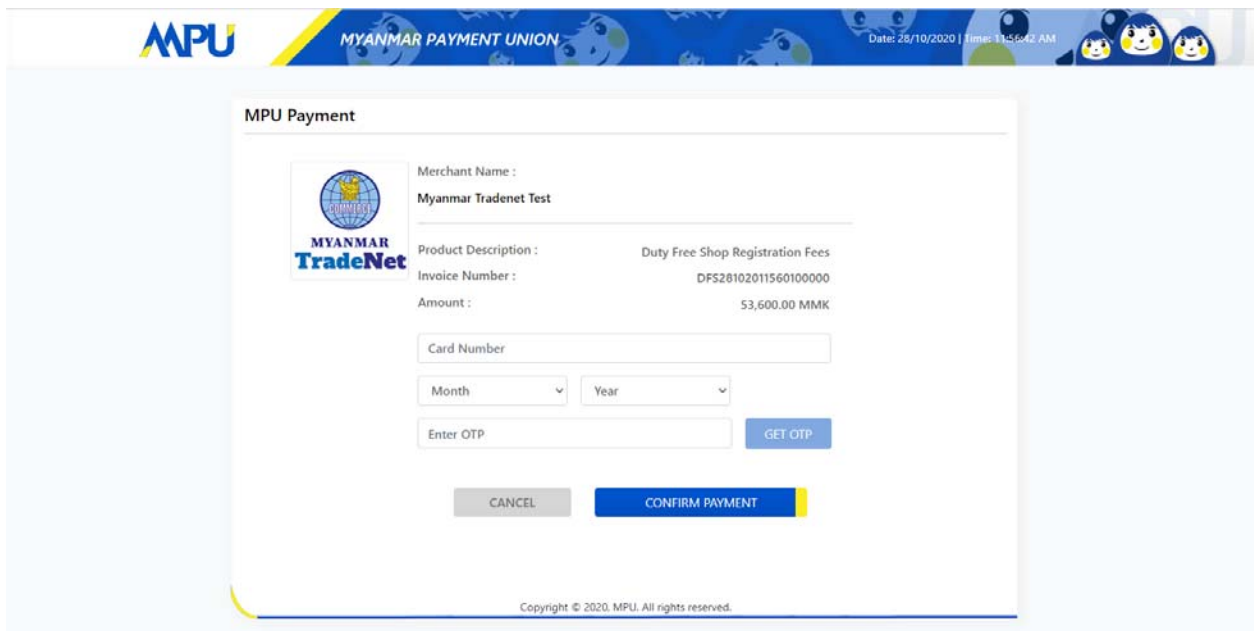 MPU
MYANMAR PAYMENT UNION
Date: 28/10/2020 | Time: 11:56:42 AM
MPU Payment
COMMERCE
MYANMAR
TradeNet
Merchant Name :
Myanmar Tradenet Test
Product Description : Duty Free Shop Registration Fees
Invoice Number : DFS28102011560100000
Amount : 53,600.00 MMK
Card Number
Month Year
Enter OTP GET OTP
CANCEL CONFIRM PAYMENT
Copyright © 2020. MPU. All rights reserved.